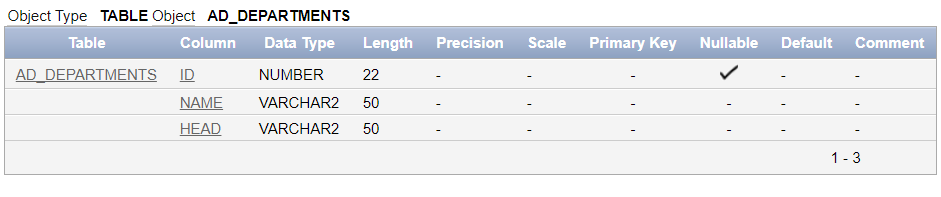 Object Type TABLE Object AD_DEPARTMENTS
Table Column Data Type Length Precision Scale Primary Key Nullable Default Comment
AD_DEPARTMENTS ID NUMBER 22 - - - ✓ - -
NAME VARCHAR2 50 - - - - - -
HEAD VARCHAR2 50 - - - - - -
1 - 3